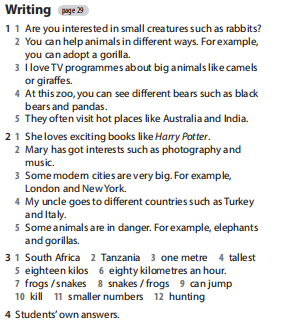 Writing page 29
1 1 Are you interested in small creatures such as rabbits?
2 You can help animals in different ways. For example,
you can adopt a gorilla.
3 I love TV programmes about big animals like camels
or giraffes.
4 At this zoo, you can see different bears such as black
bears and pandas.
5 They often visit hot places like Australia and India.
2 1 She loves exciting books like Harry Potter.
2 Mary has got interests such as photography and
music.
3 Some modern cities are very big. For example,
London and New York.
4 My uncle goes to different countries such as Turkey
and Italy.
5 Some animals are in danger. For example, elephants
and gorillas.
3 1 South Africa 2 Tanzania 3 one metre 4 tallest
5 eighteen kilos 6 eighty kilometres an hour.
7 frogs / snakes 8 snakes / frogs 9 can jump
10 kill 11 smaller numbers 12 hunting
4 Students' own answers.